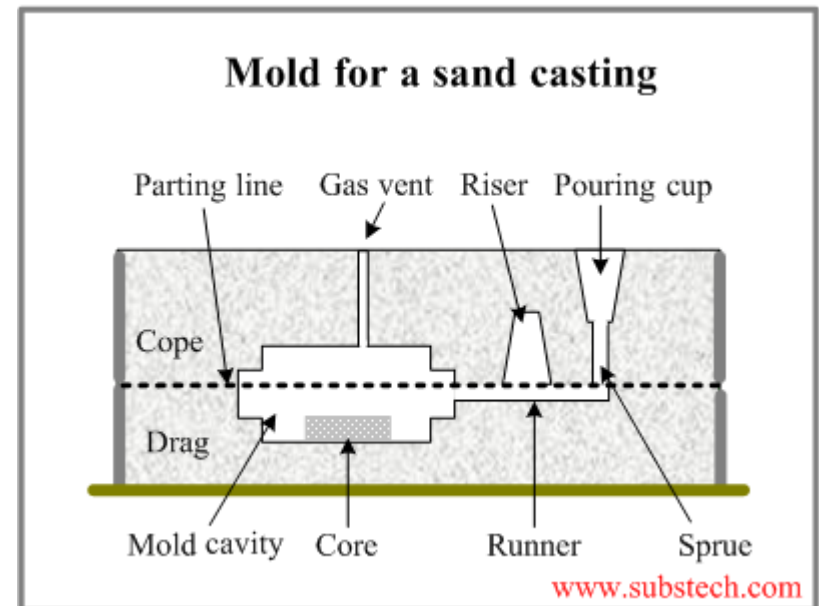 Mold for a sand casting
Parting line
Gas vent
Riser
Pouring cup
Cope
Drag
Mold cavity
Core
Runner
Sprue
www.substech.com